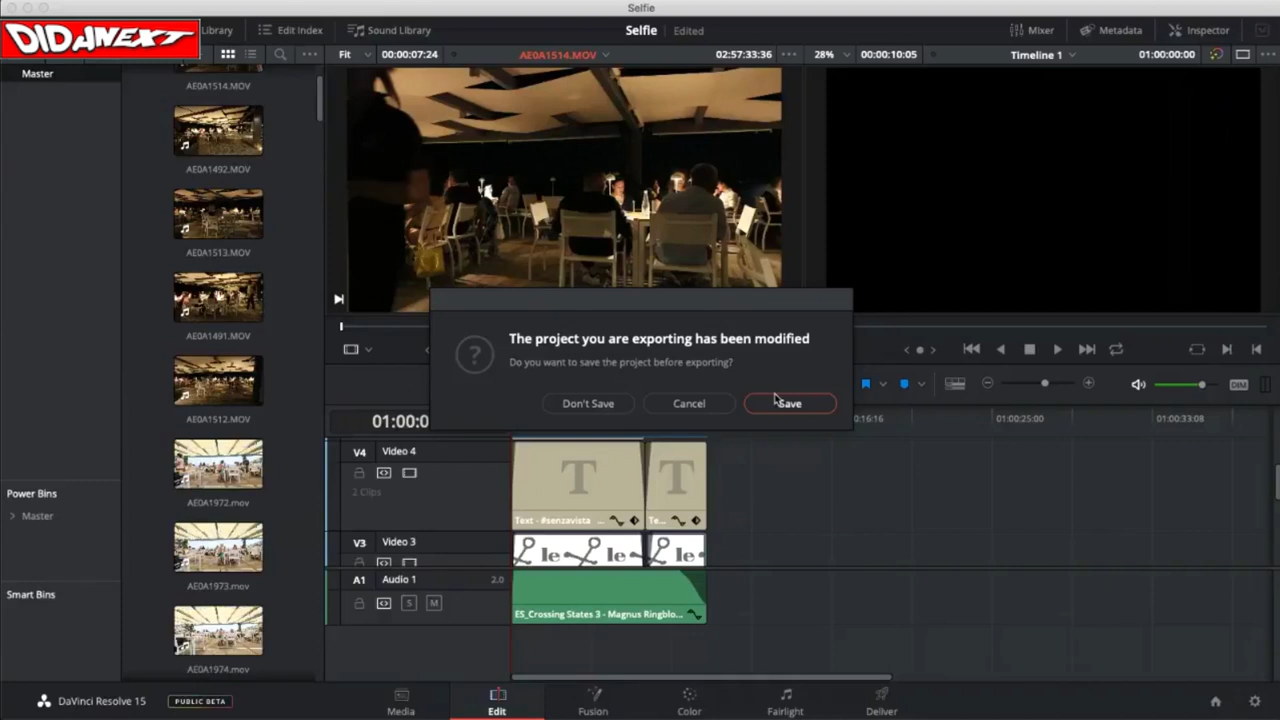 Selfie
DIDANEXT
Library
Edit Index
Sound Library
Selfie
Edited
Mixer
Metadata
Inspector
Fit
00:00:07:24
AE0A1514.MOV
02:57:33:36
28%
00:00:10:05
Timeline 1
01:00:00:00
Master
AE0A1514.MOV
AE0A1492.MOV
AE0A1513.MOV
AE0A1491.MOV
AE0A1512.MOV
AE0A1972.mov
AE0A1973.mov
AE0A1974.mov
Power Bins
Master
Smart Bins
The project you are exporting has been modified
Do you want to save the project before exporting?
Don't Save
Cancel
Save
DIM
01:00:0
:16:16
01:00:25:00
01:00:33:08
V4
Video 4
2 Clips
T
T
Text - #senzavista ...
Te...
V3
Video 3
le
le
le
A1
Audio 1
2.0
S
M
ES_Crossing States 3 - Magnus Ringblo...
DaVinci Resolve 15
PUBLIC BETA
Media
Edit
Fusion
Color
Fairlight
Deliver